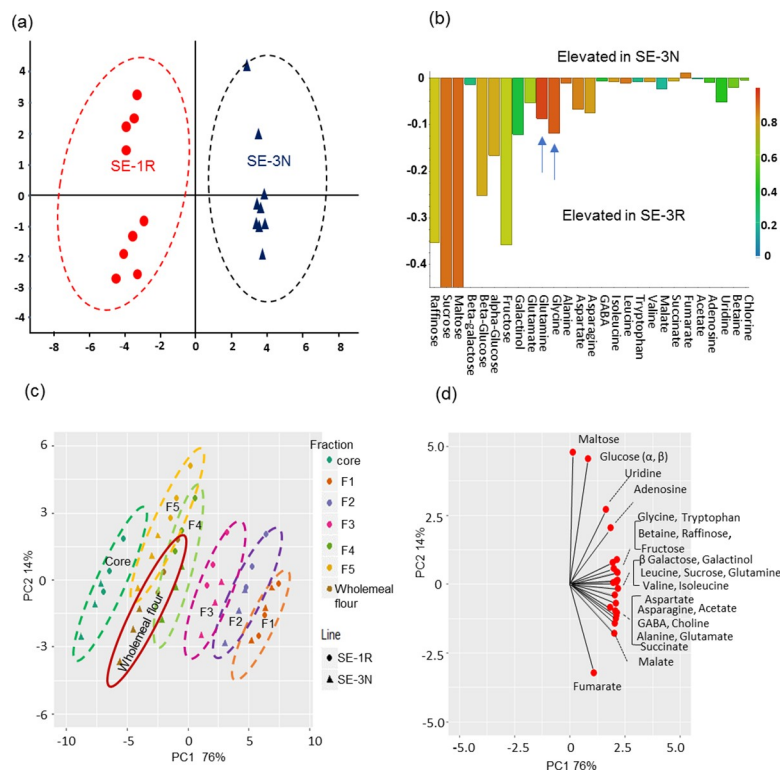 (a)
4
3
2
1
0
-1
-2
-3
-4
-8
-6
-4
-2
0
2
4
6
8
SE-1R
SE-3N
(b)
Elevated in SE-3N
0
-0.1
-0.2
-0.3
-0.4
Elevated in SE-3R
0.8
0.6
0.4
0.2
0
Raffinose
Sucrose
Maltose
Beta-galactose
Beta-Glucose
alpha-Glucose
Fructose
Galactinol
Glutamate
Glutamine
Glycine
Alanine
Aspartate
Asparagine
GABA
Isoleucine
Leucine
Tryptophan
Valine
Malate
Succinate
Fumarate
Acetate
Adenosine
Uridine
Betaine
Chlorine
(c)
6
3
0
-3
-6
PC2 14%
-10
-5
0
5
10
PC1 76%
Core
Wholemeal flour
F5
F4
F3
F2
F1
Fraction
core
F1
F2
F3
F4
F5
Wholemeal
flour
Line
SE-1R
SE-3N
(d)
5.0
2.5
0.0
-2.5
-5.0
PC2 14%
-5.0
-2.5
0.0
2.5
5.0
PC1 76%
Maltose
Glucose (α, β)
Uridine
Adenosine
Glycine, Tryptophan
Betaine, Raffinose,
Fructose
β Galactose, Galactinol
Leucine, Sucrose, Glutamine
Valine, Isoleucine
Aspartate
Asparagine, Acetate
GABA, Choline
Alanine, Glutamate
Succinate
Malate
Fumarate